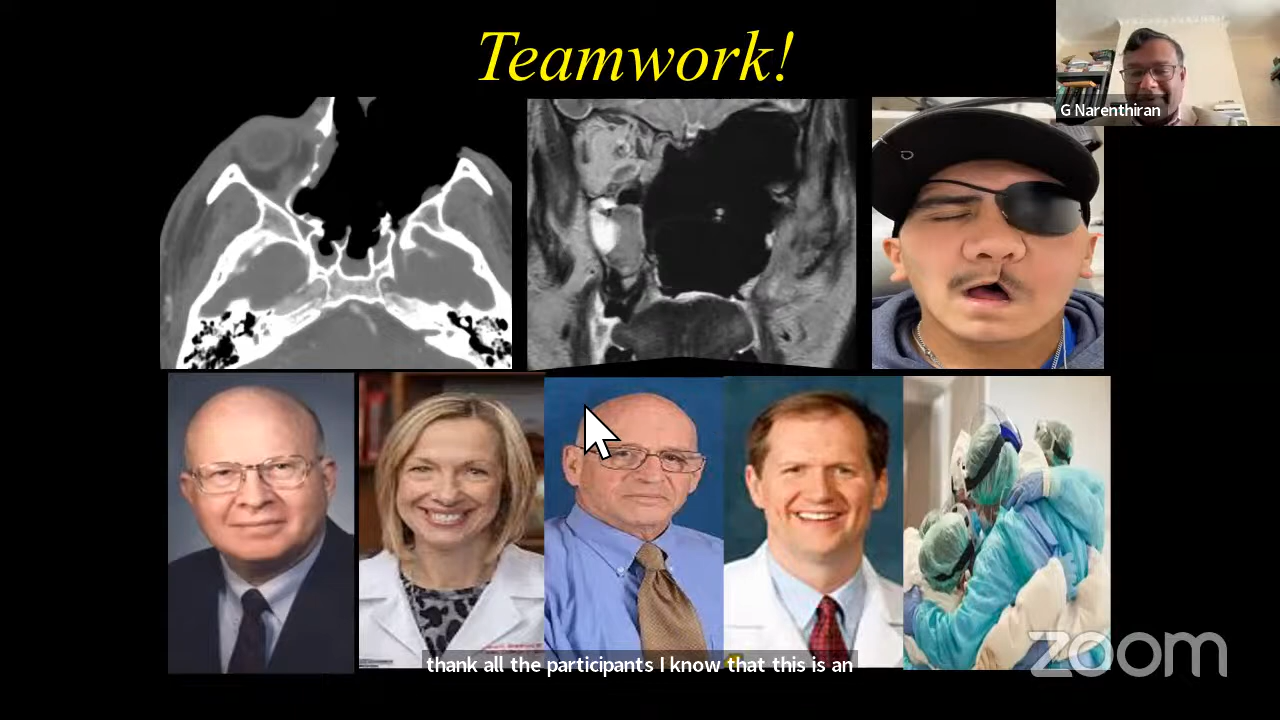 Teamwork!
G Narenthiran
thank all the participants I know that this is an
zoom